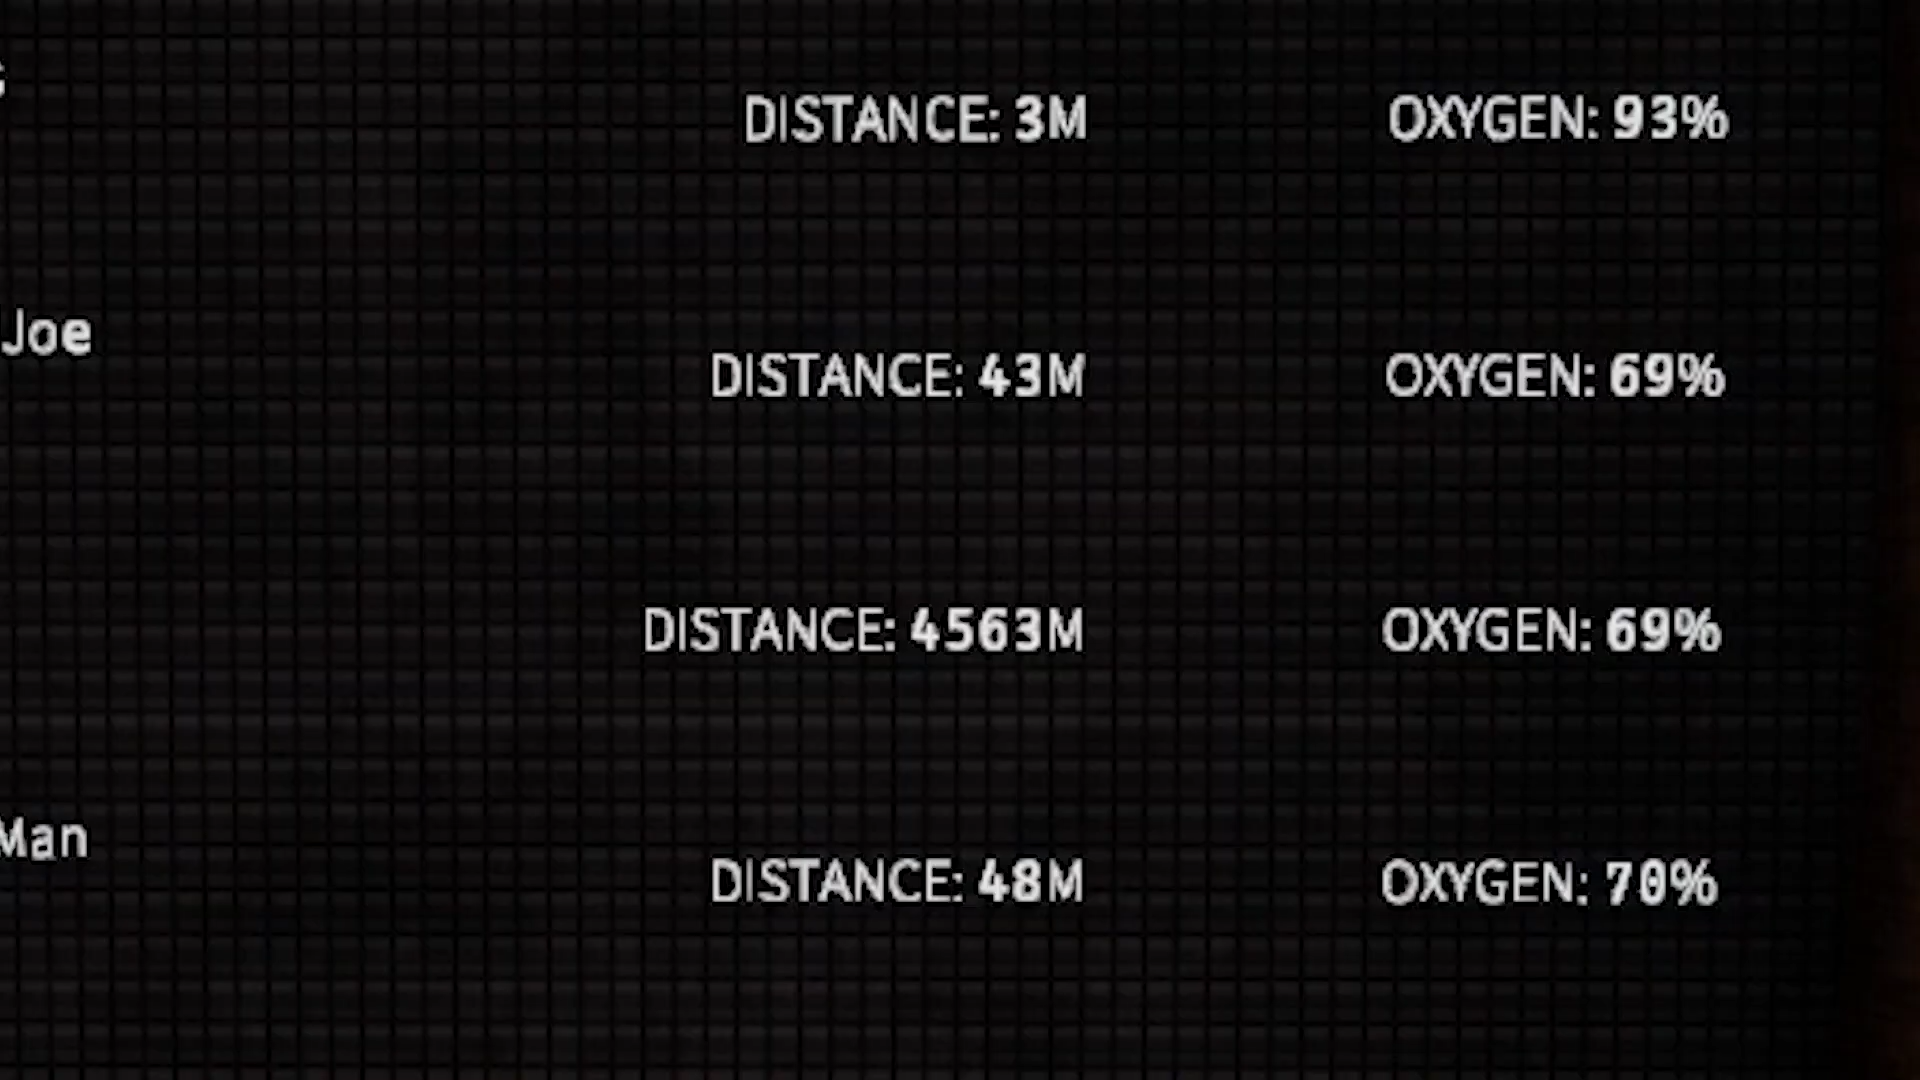 DISTANCE: 3M OXYGEN: 93%
Joe
DISTANCE: 43M OXYGEN: 69%
DISTANCE: 4563M OXYGEN: 69%
Man
DISTANCE: 48M OXYGEN: 70%